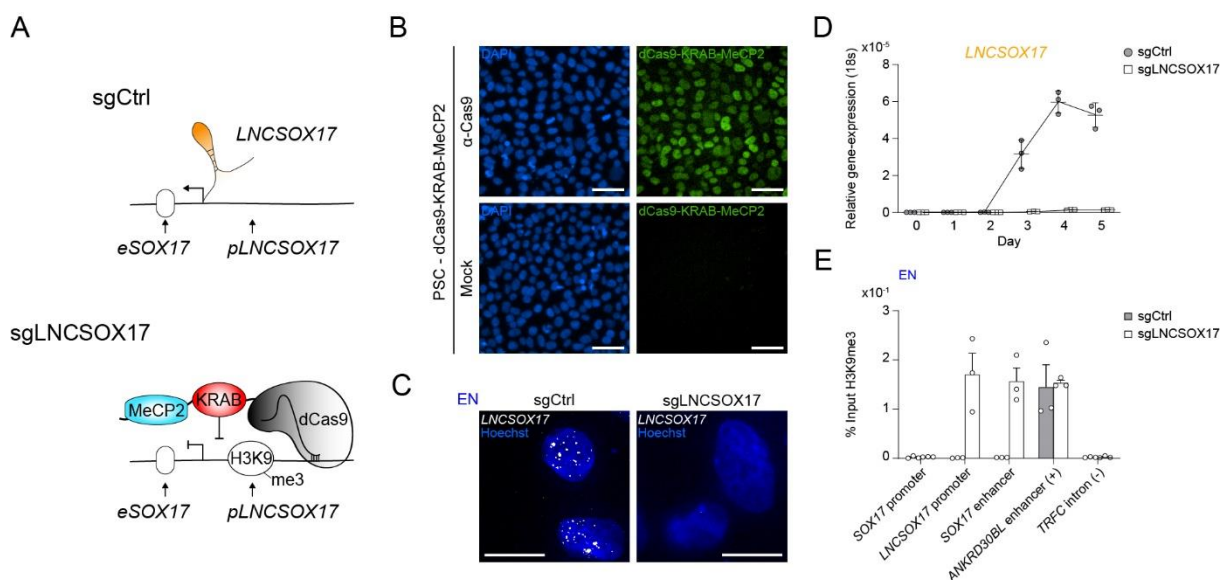 A
sgCtrl
LNCSOX17
eSOX17
pLNCSOX17
sgLNCSOX17
MeCP2
KRAB
dCas9
H3K9
me3
eSOX17
pLNCSOX17
B
PSC - dCas9-KRAB-MeCP2
α-Cas9
Mock
DAPI
dCas9-KRAB-MeCP2
DAPI
dCas9-KRAB-MeCP2
C
EN
sgCtrl
sgLNCSOX17
LNCSOX17
Hoechst
LNCSOX17
Hoechst
D
x10-5
LNCSOX17
sgCtrl
sgLNCSOX17
Relative gene-expression (18s)
8
6
4
2
0
0 1 2 3 4 5
Day
E
EN
x10-1
sgCtrl
sgLNCSOX17
% Input H3K9me3
3
2
1
0
SOX17 promoter
LNCSOX17 promoter
SOX17 enhancer
ANKRD30BL enhancer (+)
TRFC intron (-)